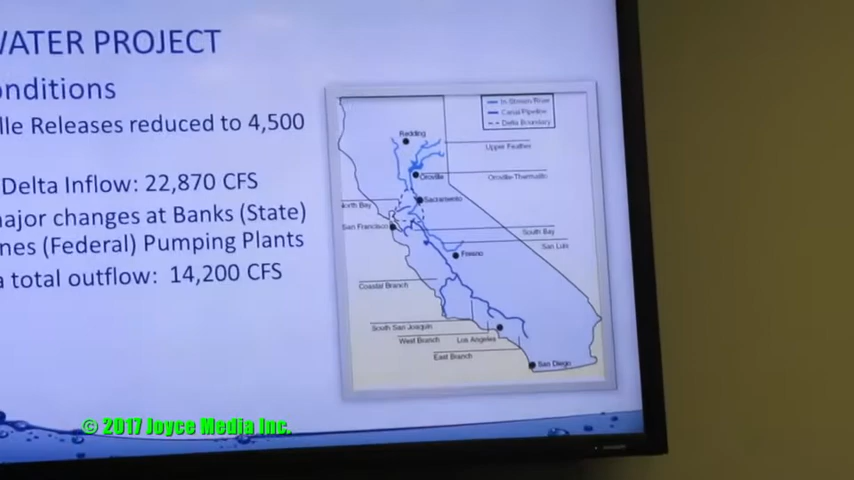 WATER PROJECT
onditions
lle Releases reduced to 4,500
Delta Inflow: 22,870 CFS
najor changes at Banks (State)
nes (Federal) Pumping Plants
a total outflow: 14,200 CFS
In-Stream River
Canal Pipeline
Delta Boundary
Redding
Upper Feather
Oroville
Oroville Thermalito
Sacramento
North Bay
San Francisco
South Bay
San Luis
Fresno
Coastal Branch
South San Joaquin
West Branch
Los Angeles
East Branch
San Diego
© 2017 Joyce Media Inc.